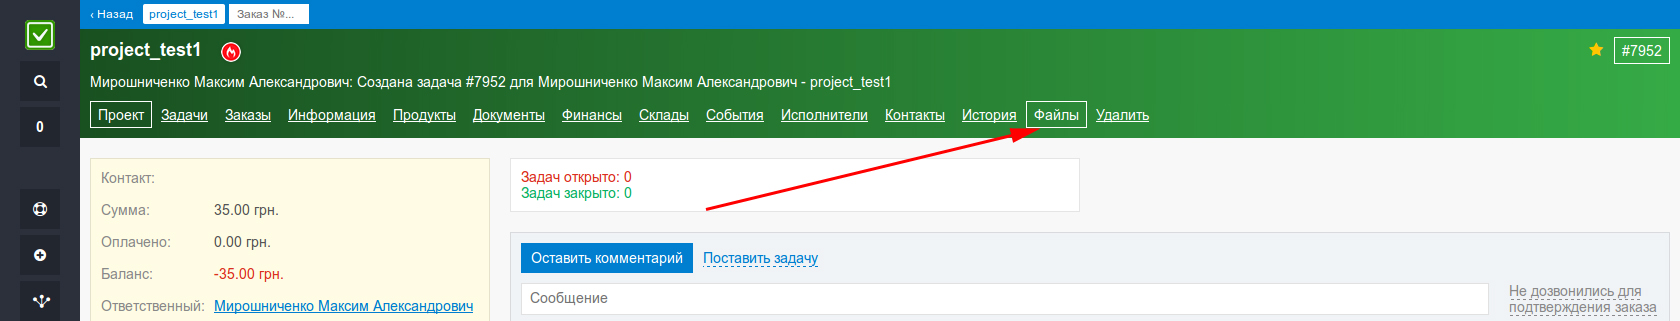 ‹ Назад project_test1 Заказ №...
project_test1 #7952
Мирошниченко Максим Александрович: Создана задача #7952 для Мирошниченко Максим Александрович - project_test1
Проект Задачи Заказы Информация Продукты Документы Финансы Склады События Исполнители Контакты История Файлы Удалить
0
Контакт:
Сумма: 35.00 грн.
Оплачено: 0.00 грн.
Баланс: -35.00 грн.
Ответственный: Мирошниченко Максим Александрович
Задач открыто: 0
Задач закрыто: 0
Оставить комментарий Поставить задачу
Сообщение
Не дозвонились для
подтверждения заказа